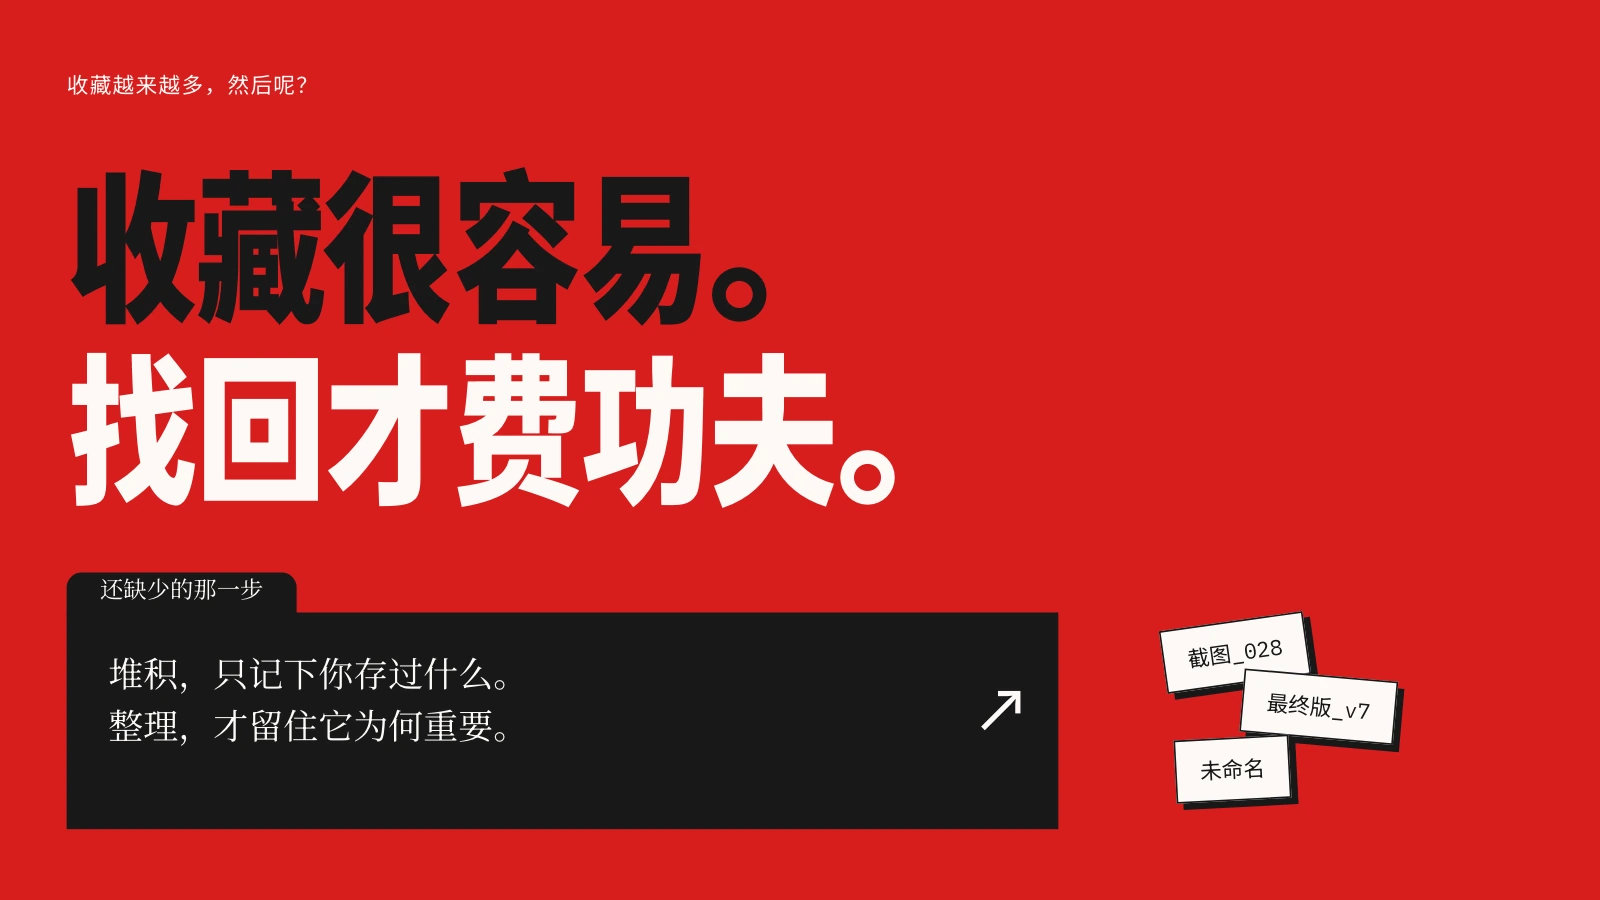 收藏越来越多，然后呢？
收藏很容易。
找回才费功夫。
还缺少的那一步
堆积，只记下你存过什么。
整理，才留住它为何重要。
截图_028
最终版_v7
未命名